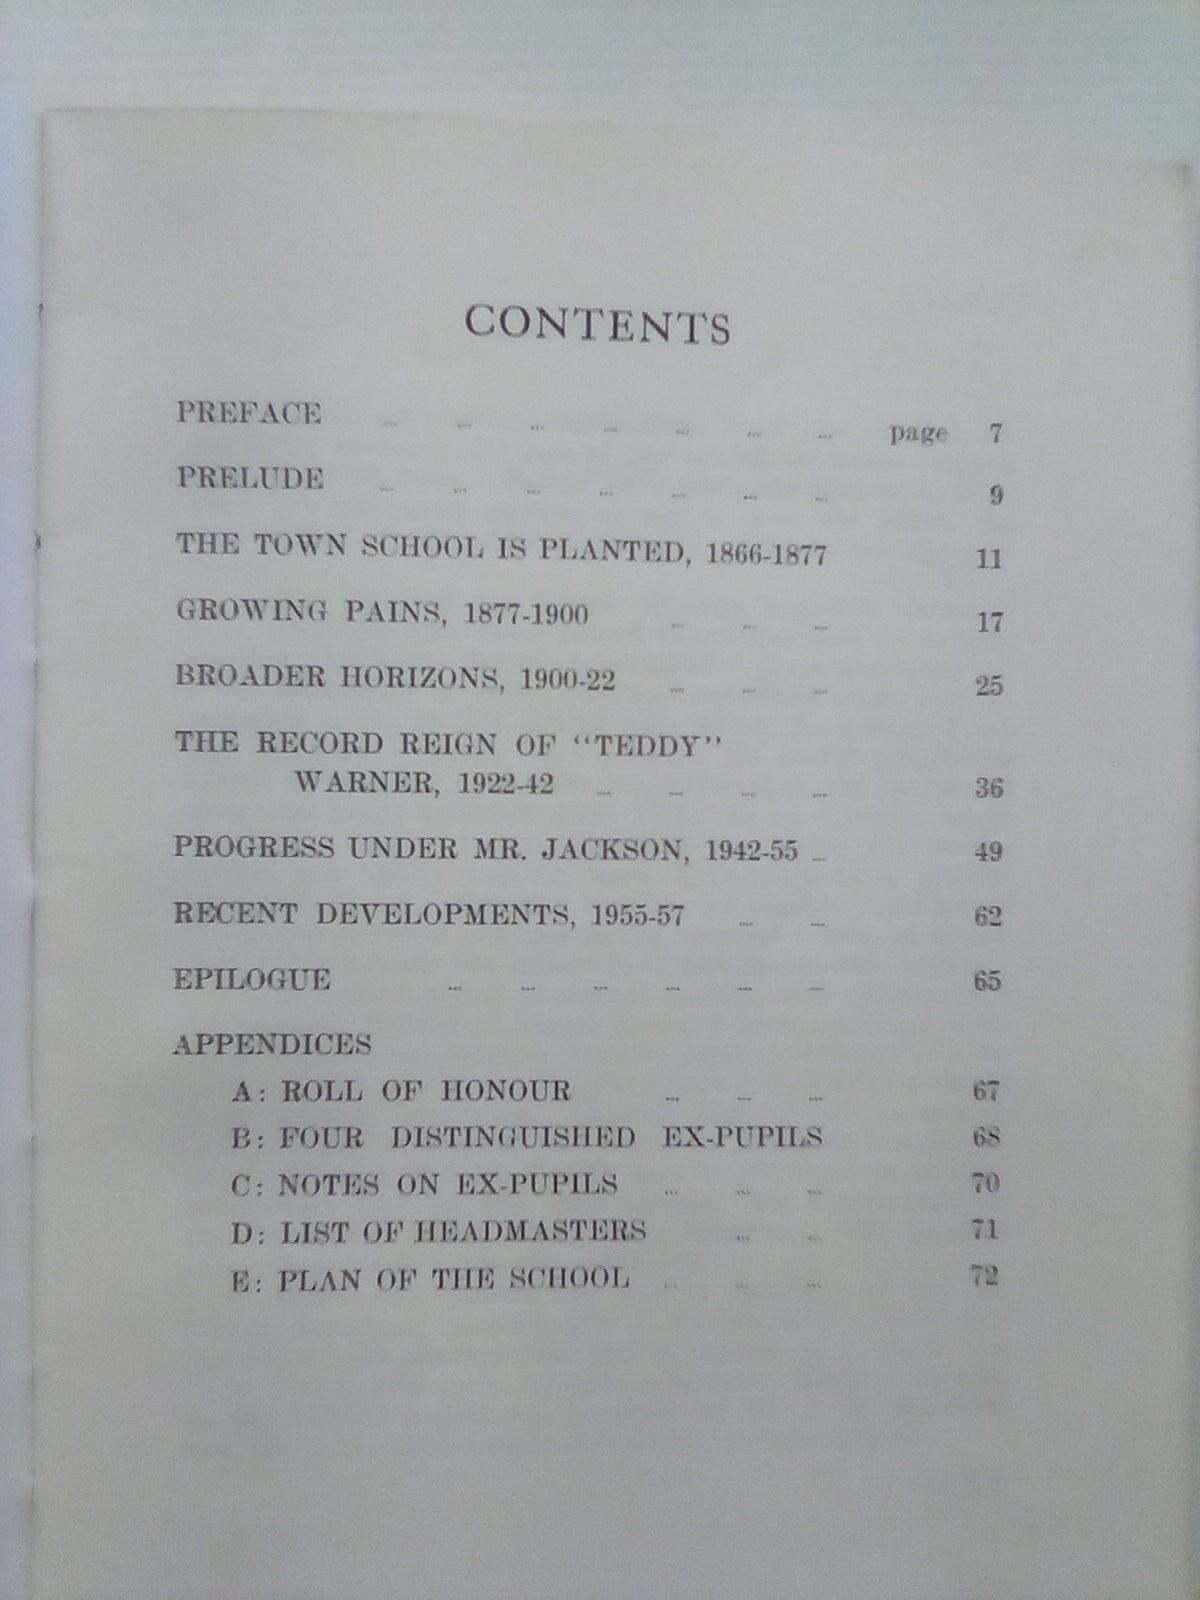 CONTENTS
PREFACE ... ... ... ... ... ... ... page 7
PRELUDE ... ... ... ... ... ... ... 9
THE TOWN SCHOOL IS PLANTED, 1866-1877 11
GROWING PAINS, 1877-1900 ... ... ... 17
BROADER HORIZONS, 1900-22 ... ... ... 25
THE RECORD REIGN OF "TEDDY"
WARNER, 1922-42 ... ... ... ... 36
PROGRESS UNDER MR. JACKSON, 1942-55 ... 49
RECENT DEVELOPMENTS, 1955-57 ... ... 62
EPILOGUE ... ... ... ... ... ... 65
APPENDICES
A: ROLL OF HONOUR ... ... ... 67
B: FOUR DISTINGUISHED EX-PUPILS 68
C: NOTES ON EX-PUPILS ... ... ... 70
D: LIST OF HEADMASTERS ... ... 71
E: PLAN OF THE SCHOOL ... ... ... 72